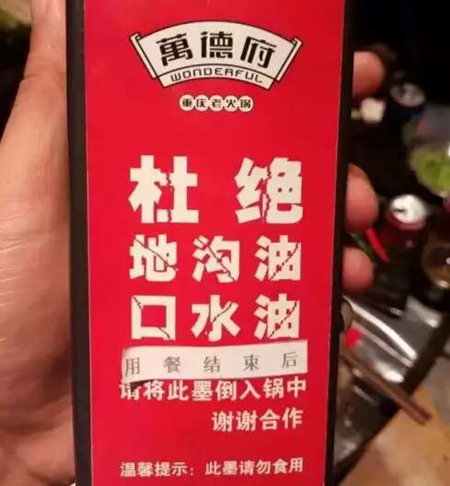 萬德府
WONDERFUL
重庆老火锅
杜绝
地沟油
口水油
用餐结束后
请将此墨倒入锅中
谢谢合作
温馨提示：此墨请勿食用